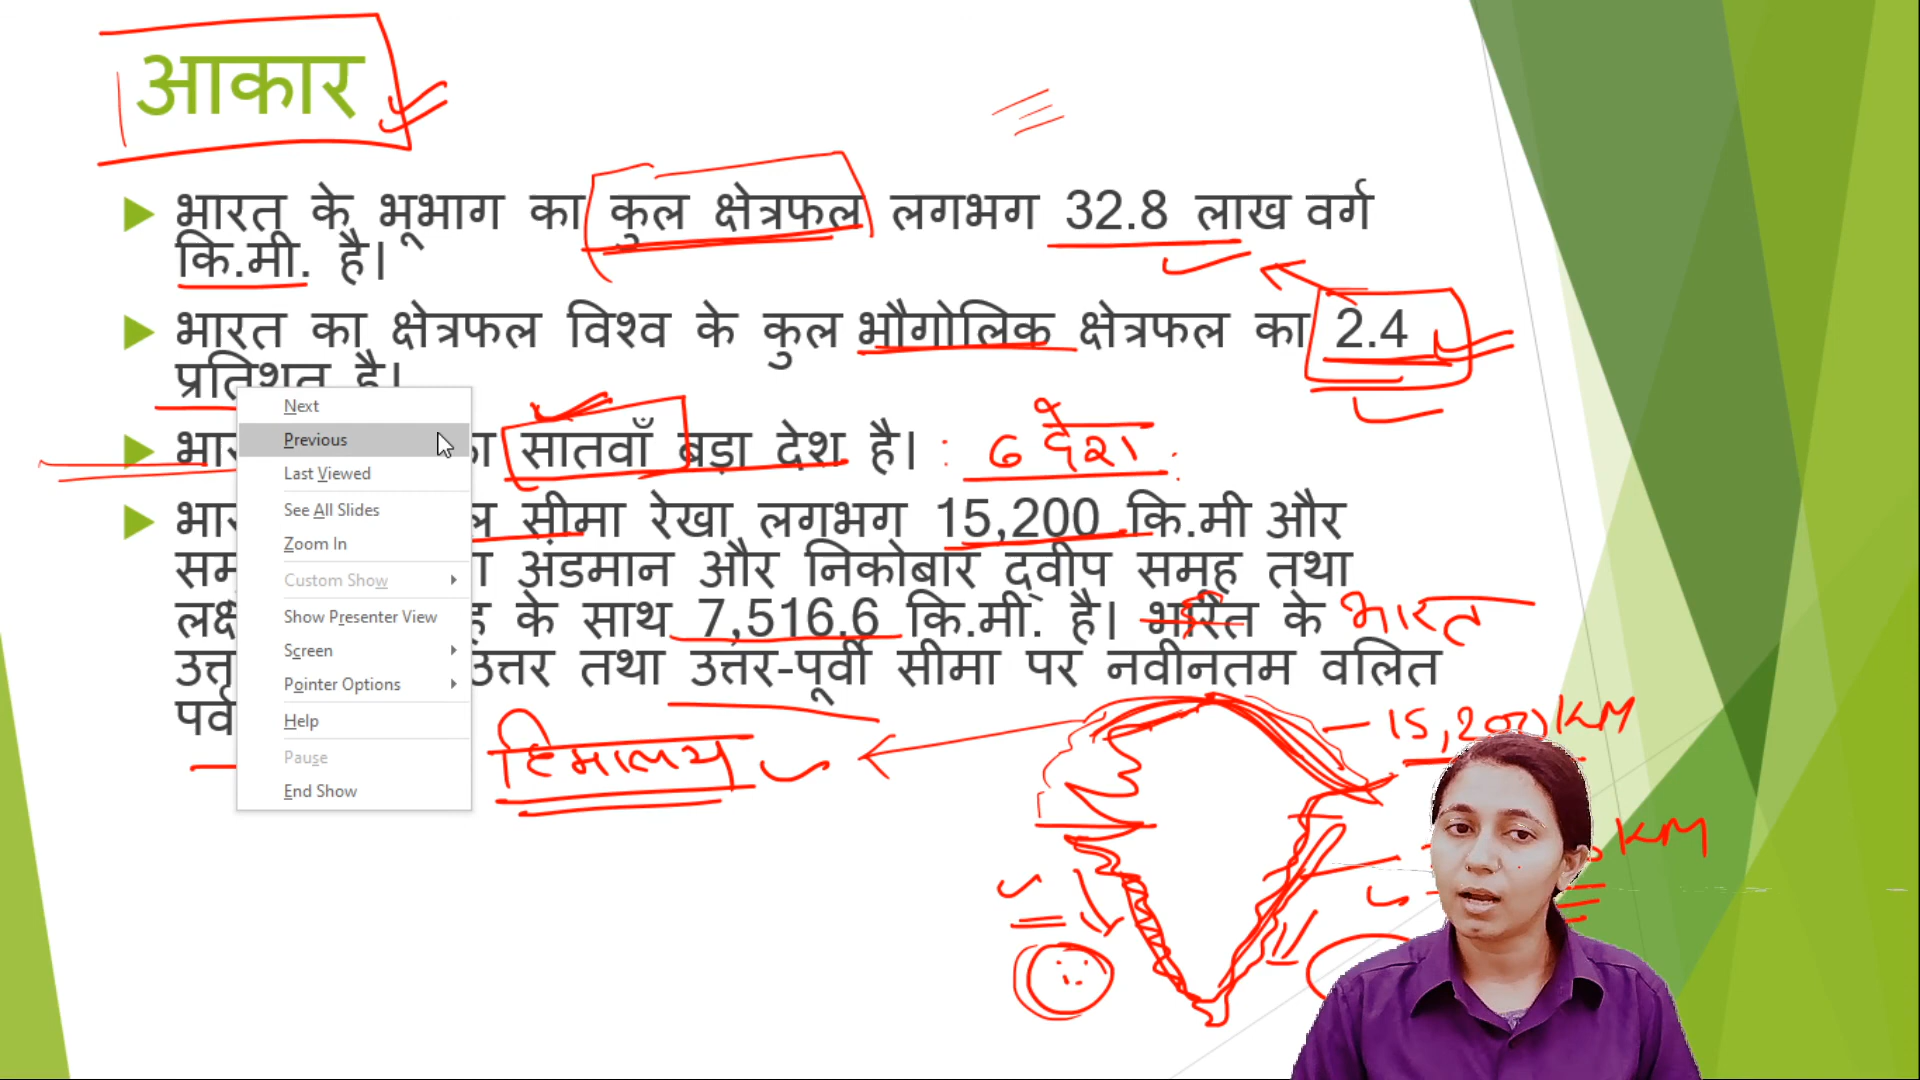 आकार
भारत के भूभाग का कुल क्षेत्रफल लगभग 32.8 लाख वर्ग
कि.मी. है।
भारत का क्षेत्रफल विश्व के कुल भौगोलिक क्षेत्रफल का 2.4
प्रतिशत है।
सातवाँ बड़ा देश है। : 6 देश
सीमा रेखा लगभग 15,200 कि.मी और
अंडमान और निकोबार द्वीप समूह तथा
के साथ 7,516.6 कि.मी. है। भारत के भारत
उत्तर तथा उत्तर-पूर्वी सीमा पर नवीनतम वलित
हिमालय
15,200 KM
KM
Next
Previous
Last Viewed
See All Slides
Zoom In
Custom Show
Show Presenter View
Screen
Pointer Options
Help
Pause
End Show